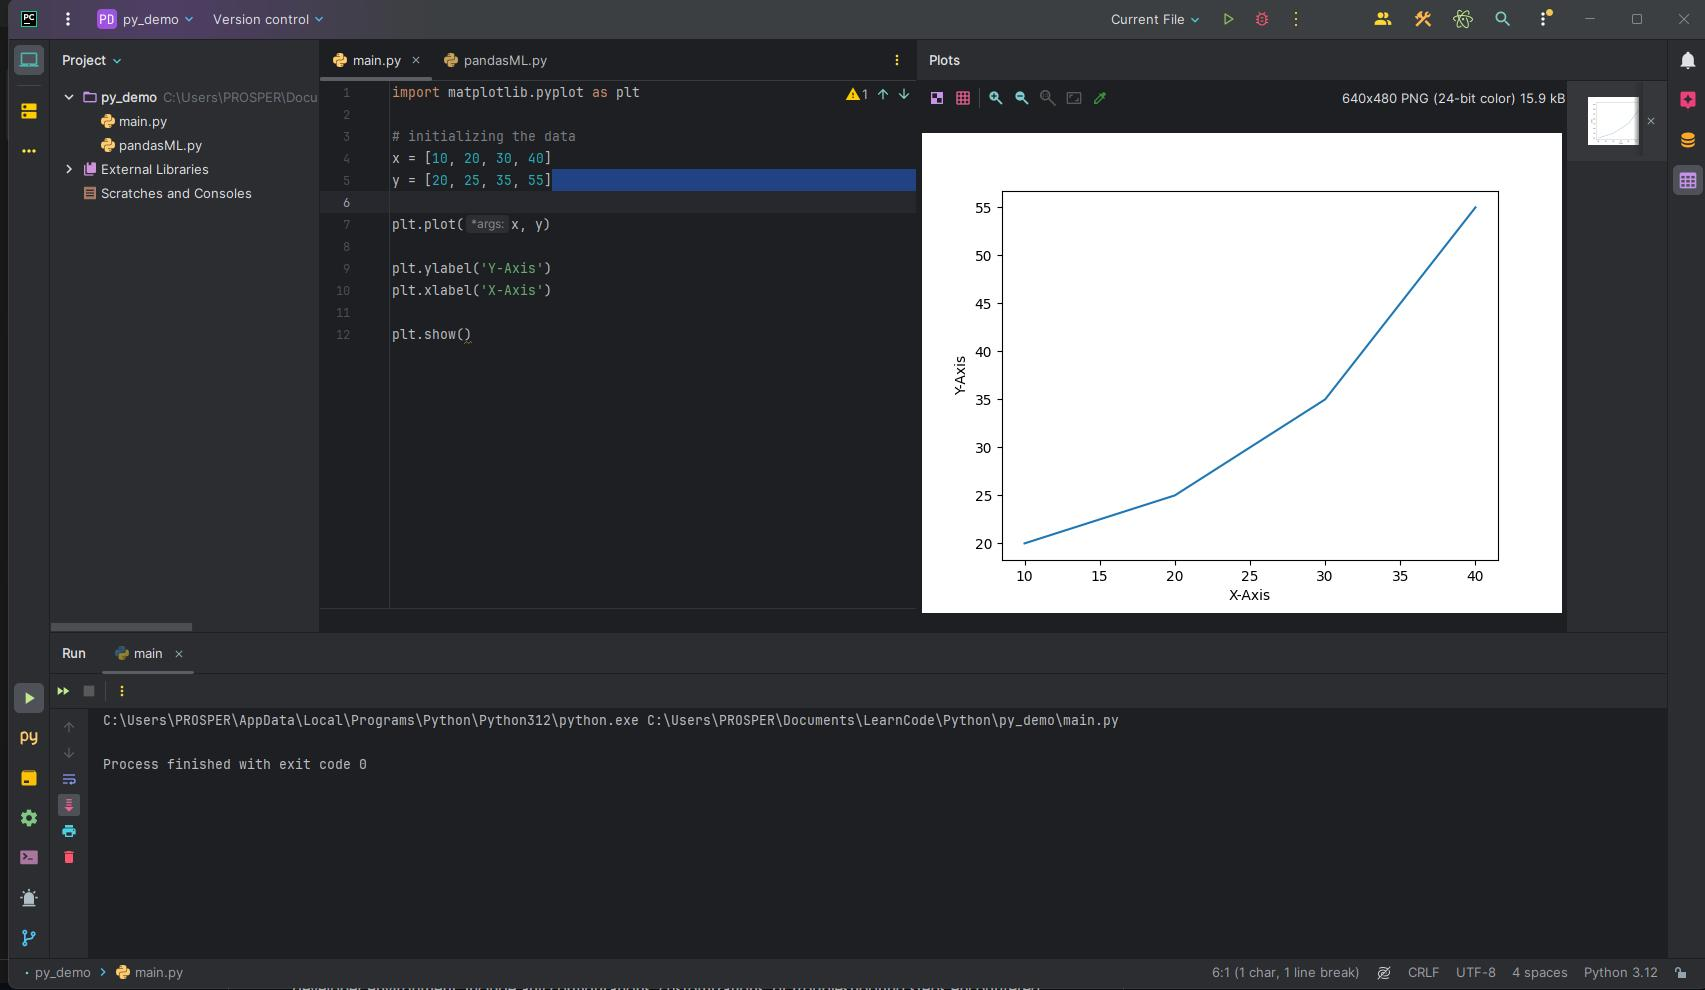 PC
PD py_demo Version control
Current File
Project
py_demo C:\Users\PROSPER\Docu
main.py
pandasML.py
External Libraries
Scratches and Consoles
main.py pandasML.py
1 import matplotlib.pyplot as plt
1
2
3 # initializing the data
4 x = [10, 20, 30, 40]
5 y = [20, 25, 35, 55]
6
7 plt.plot( *args: x, y)
8
9 plt.ylabel('Y-Axis')
10 plt.xlabel('X-Axis')
11
12 plt.show()
Plots
640x480 PNG (24-bit color) 15.9 kB
55
50
45
40
35
30
25
20
Y-Axis
10 15 20 25 30 35 40
X-Axis
Run main
C:\Users\PROSPER\AppData\Local\Programs\Python\Python312\python.exe C:\Users\PROSPER\Documents\LearnCode\Python\py_demo\main.py
Process finished with exit code 0
py
py_demo main.py
6:1 (1 char, 1 line break) CRLF UTF-8 4 spaces Python 3.12